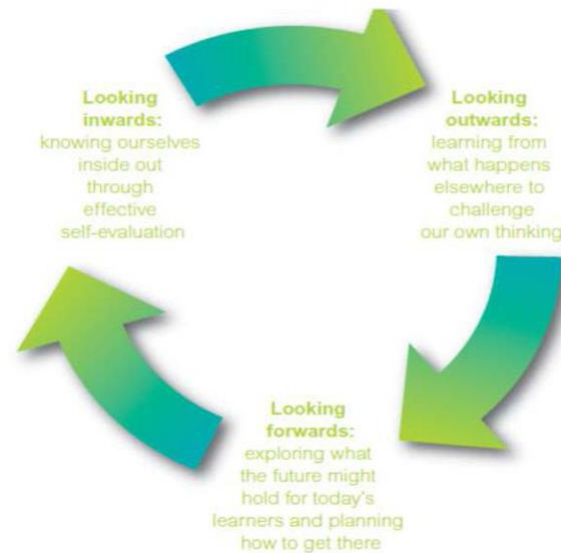 Looking
inwards:
knowing ourselves
inside out
through
effective
self-evaluation
Looking
outwards:
learning from
what happens
elsewhere to
challenge
our own thinking
Looking
forwards:
exploring what
the future might
hold for today's
learners and planning
how to get there